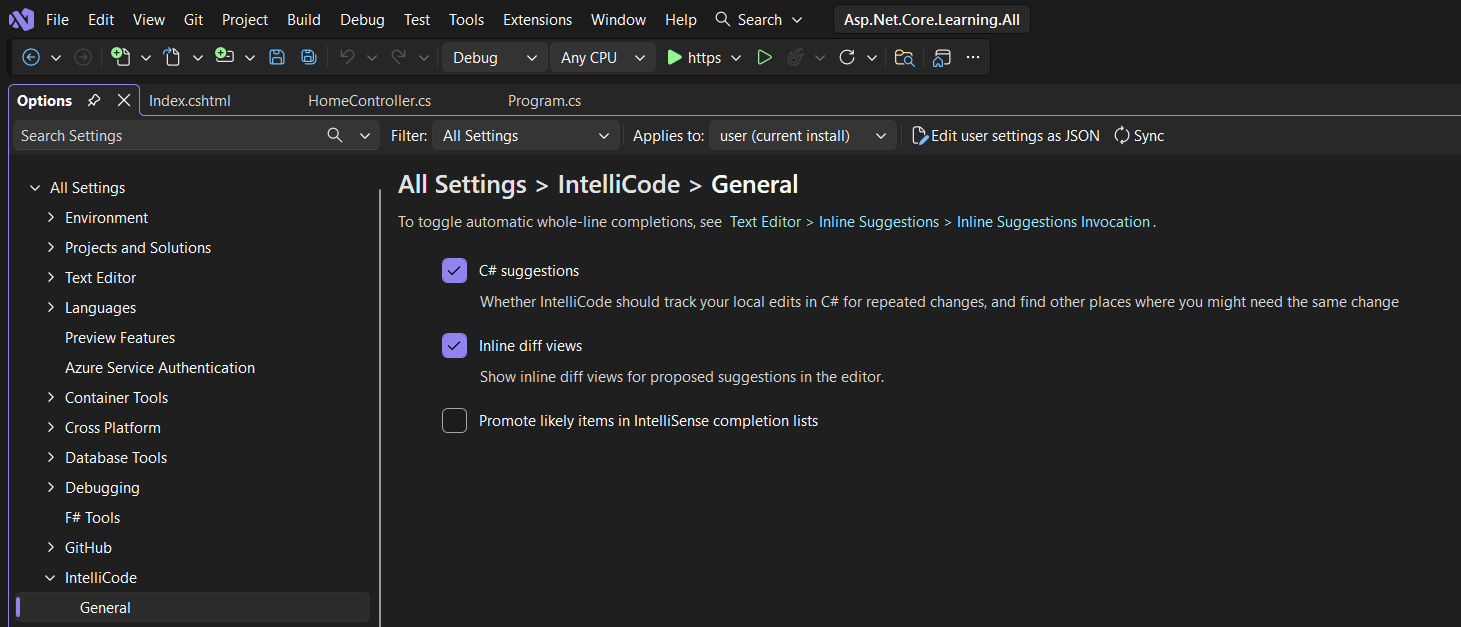 File Edit View Git Project Build Debug Test Tools Extensions Window Help Search Asp.Net.Core.Learning.All
Debug Any CPU https
Options Index.cshtml HomeController.cs Program.cs
Search Settings Filter: All Settings Applies to: user (current install) Edit user settings as JSON Sync
All Settings
Environment
Projects and Solutions
Text Editor
Languages
Preview Features
Azure Service Authentication
Container Tools
Cross Platform
Database Tools
Debugging
F# Tools
GitHub
IntelliCode
General
All Settings > IntelliCode > General
To toggle automatic whole-line completions, see Text Editor > Inline Suggestions > Inline Suggestions Invocation.
C# suggestions
Whether IntelliCode should track your local edits in C# for repeated changes, and find other places where you might need the same change
Inline diff views
Show inline diff views for proposed suggestions in the editor.
Promote likely items in IntelliSense completion lists